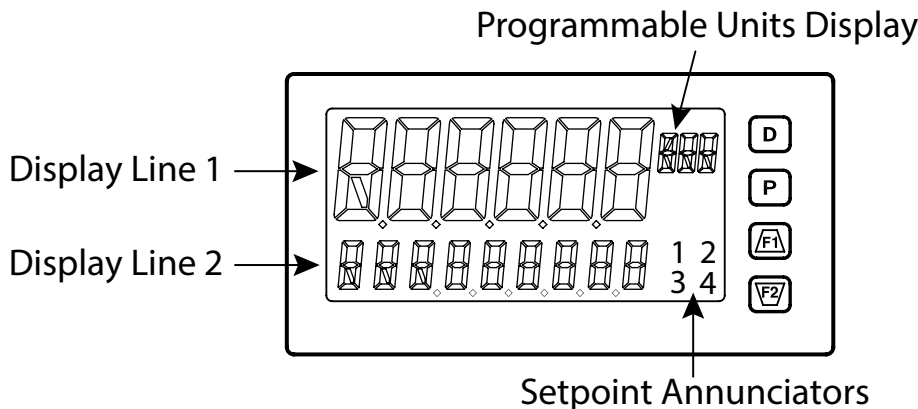 Programmable Units Display
Display Line 1
D
P
F1
Display Line 2
1 2
3 4
F2
Setpoint Annunciators